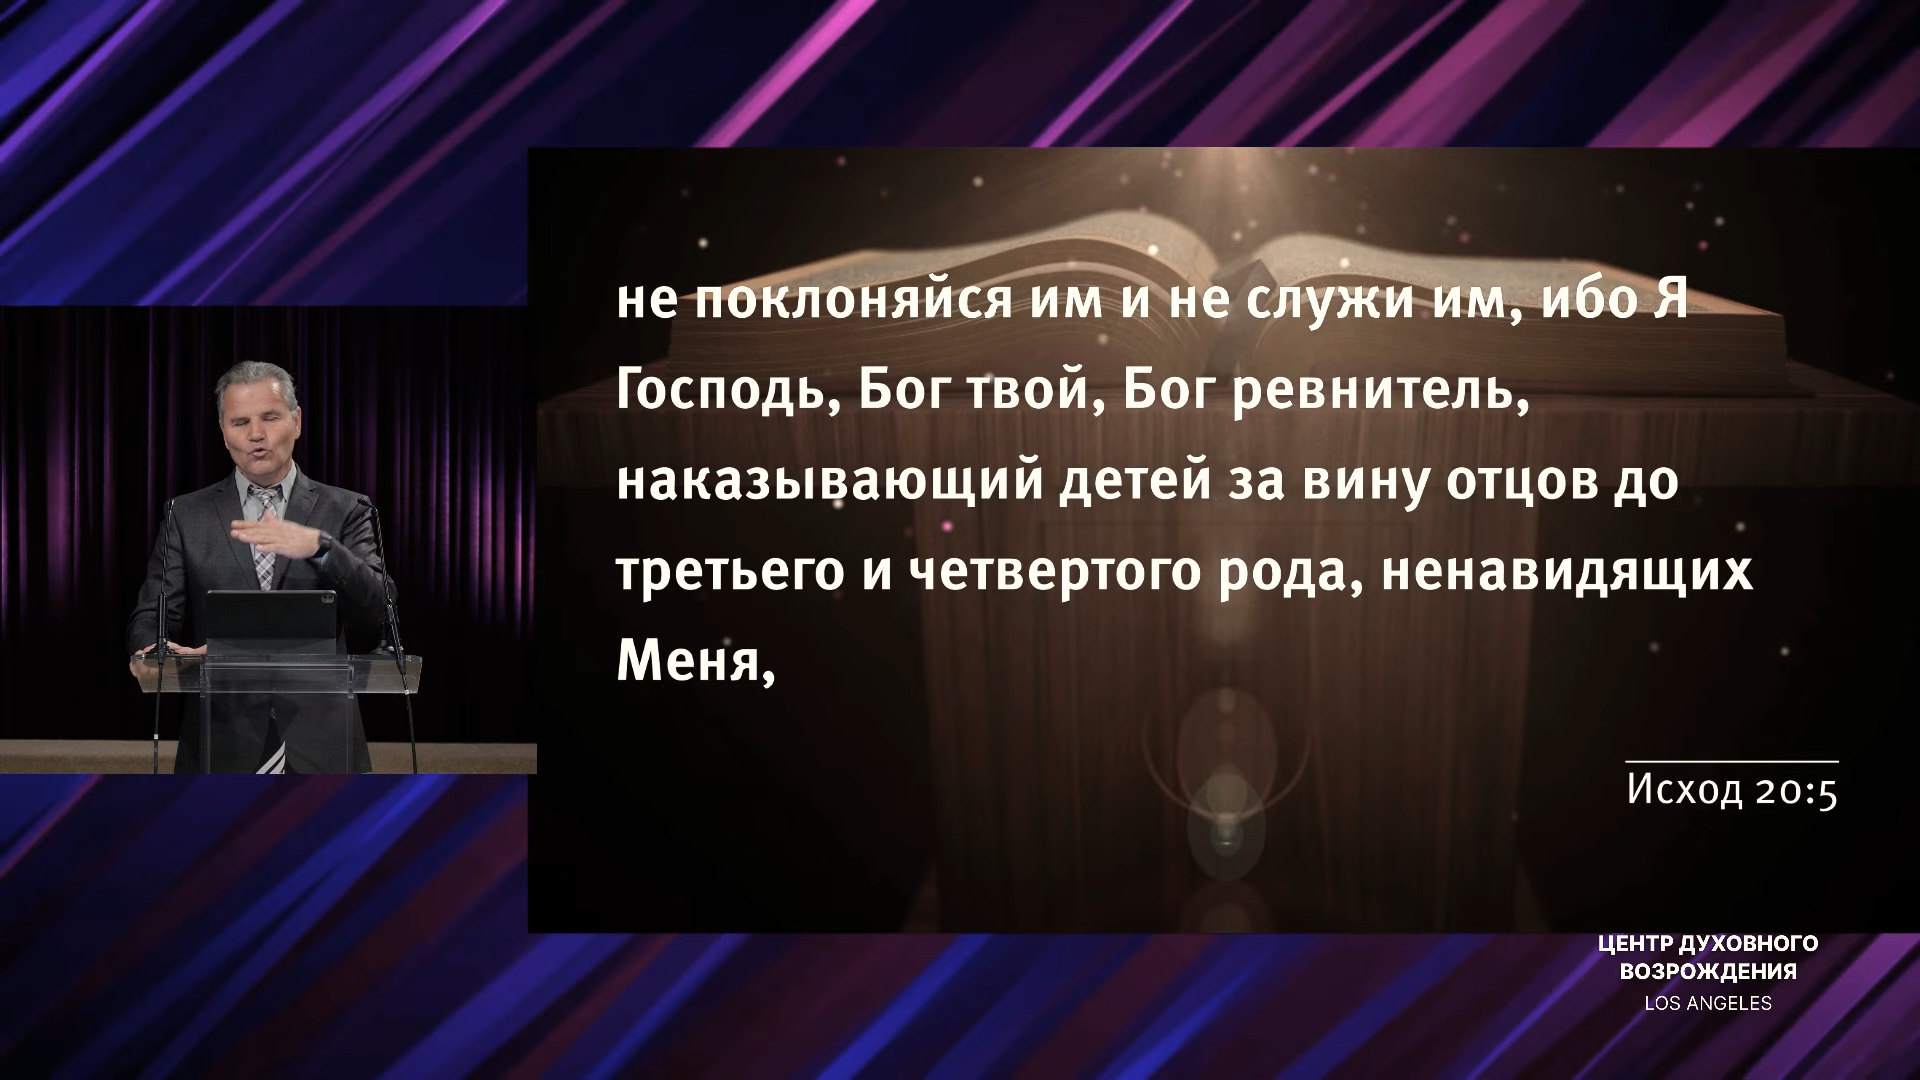 не поклоняйся им и не служи им, ибо Я
Господь, Бог твой, Бог ревнитель,
наказывающий детей за вину отцов до
третьего и четвертого рода, ненавидящих
Меня,
Исход 20:5
ЦЕНТР ДУХОВНОГО
ВОЗРОЖДЕНИЯ
LOS ANGELES